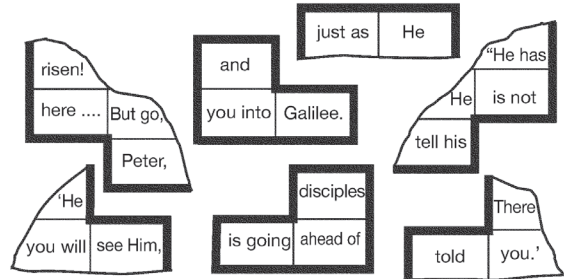 risen!
here .... But go,
Peter,
and
you into Galilee.
just as He
“He has
He is not
tell his
‘He
you will see Him,
disciples
is going ahead of
There
told you.’